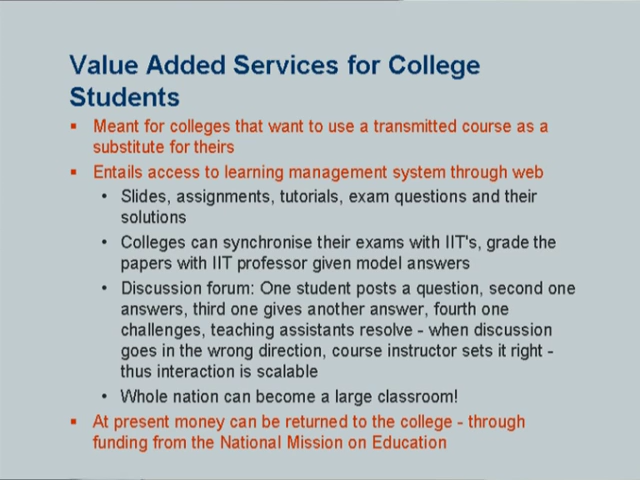 Value Added Services for College
Students
▪ Meant for colleges that want to use a transmitted course as a
substitute for theirs
▪ Entails access to learning management system through web
• Slides, assignments, tutorials, exam questions and their
solutions
• Colleges can synchronise their exams with IIT's, grade the
papers with IIT professor given model answers
• Discussion forum: One student posts a question, second one
answers, third one gives another answer, fourth one
challenges, teaching assistants resolve - when discussion
goes in the wrong direction, course instructor sets it right -
thus interaction is scalable
• Whole nation can become a large classroom!
▪ At present money can be returned to the college - through
funding from the National Mission on Education